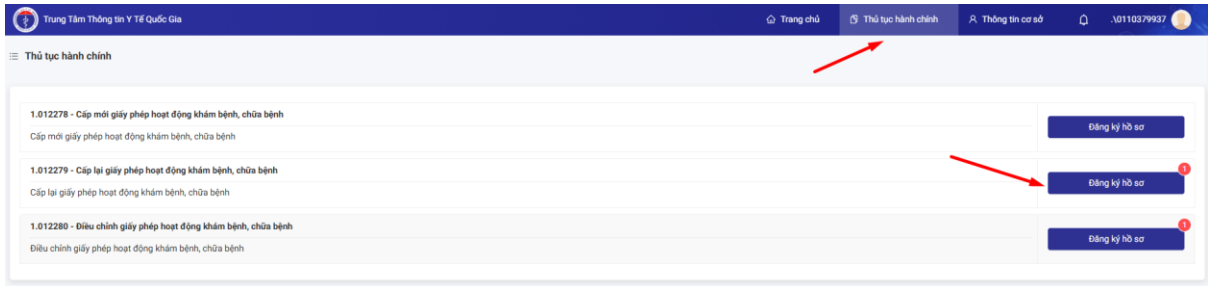 Trung Tâm Thông tin Y Tế Quốc Gia
Trang chủ
Thủ tục hành chính
Thông tin cơ sở
.\0110379937
Thủ tục hành chính
1.012278 - Cấp mới giấy phép hoạt động khám bệnh, chữa bệnh
Cấp mới giấy phép hoạt động khám bệnh, chữa bệnh
Đăng ký hồ sơ
1.012279 - Cấp lại giấy phép hoạt động khám bệnh, chữa bệnh
Cấp lại giấy phép hoạt động khám bệnh, chữa bệnh
1
Đăng ký hồ sơ
1.012280 - Điều chỉnh giấy phép hoạt động khám bệnh, chữa bệnh
Điều chỉnh giấy phép hoạt động khám bệnh, chữa bệnh
1
Đăng ký hồ sơ